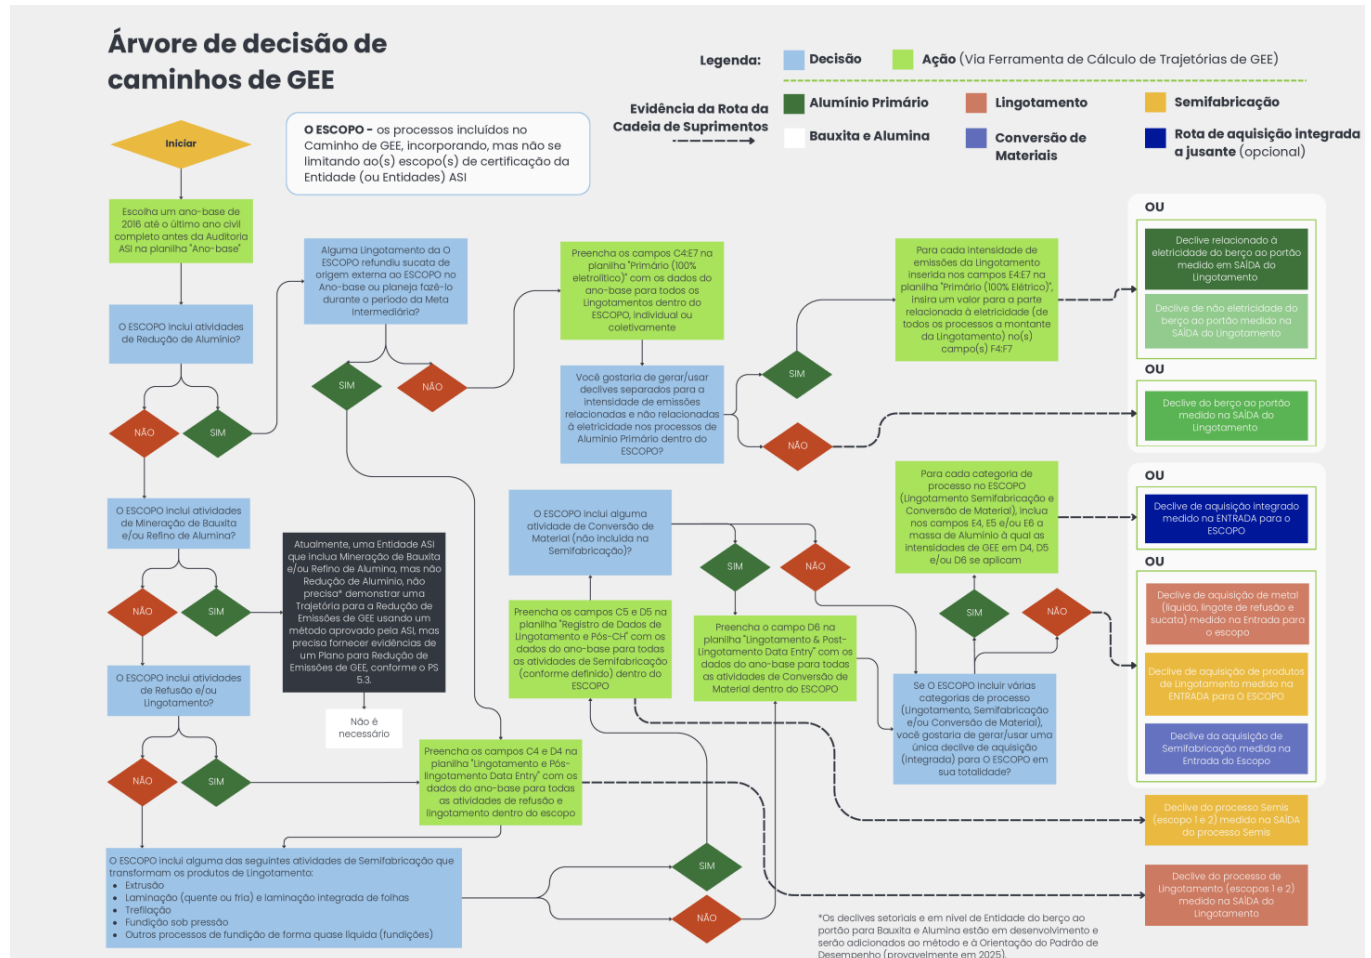 Árvore de decisão de
caminhos de GEE
Legenda:
Decisão
Ação (Via Ferramenta de Cálculo de Trajetórias de GEE)
Evidência da Rota da
Cadeia de Suprimentos
Alumínio Primário
Lingotamento
Semifabricação
Bauxita e Alumina
Conversão de
Materiais
Rota de aquisição integrada
a jusante (opcional)
O ESCOPO - os processos incluídos no
Caminho de GEE, incorporando, mas não se
limitando ao(s) escopo(s) de certificação da
Entidade (ou Entidades) ASI
Iniciar
Escolha um ano-base de
2016 até o último ano civil
completo antes da Auditoria
ASI na planilha "Ano-base"
O ESCOPO inclui atividades
de Redução de Alumínio?
NÃO
SIM
O ESCOPO inclui atividades
de Mineração de Bauxita
e/ou Refino de Alumina?
NÃO
SIM
O ESCOPO inclui atividades
de Refusão e/ou
Lingotamento?
NÃO
SIM
O ESCOPO inclui alguma das seguintes atividades de Semifabricação que
transformam os produtos de Lingotamento:
• Extrusão
• Laminação (quente ou fria) e laminação integrada de folhas
• Trefilação
• Fundição sob pressão
• Outros processos de fundição de forma quase líquida (fundições)
Alguma Lingotamento da O
ESCOPO refundiu sucata de
origem externa ao ESCOPO no
Ano-base ou planeja fazê-lo
durante o período da Meta
Intermediária?
SIM
NÃO
Atualmente, uma Entidade ASI
que inclua Mineração de Bauxita
e/ou Refino de Alumina, mas não
Redução de Alumínio, não
precisa* demonstrar uma
Trajetória para a Redução de
Emissões de GEE usando um
método aprovado pela ASI, mas
precisa fornecer evidências de
um Plano para Redução de
Emissões de GEE, conforme o PS
5.3.
Não é
necessário
Preencha os campos C4 e D4 na
planilha "Lingotamento e Pós-
lingotamento Data Entry" com os
dados do ano-base para todas
as atividades de refusão e
lingotamento dentro do escopo
Preencha os campos C4:E7 na
planilha "Primário (100%
eletrolítico)" com os dados do
ano-base para todos os
Lingotamentos dentro do
ESCOPO, individual ou
coletivamente
Você gostaria de gerar/usar
declives separados para a
intensidade de emissões
relacionadas e não relacionadas
à eletricidade nos processos de
Alumínio Primário dentro do
ESCOPO?
SIM
NÃO
O ESCOPO inclui alguma
atividade de Conversão de
Material (não incluída na
Semifabricação)?
SIM
NÃO
Preencha os campos C5 e D5 na
planilha "Registro de Dados de
Lingotamento e Pós-CH" com os
dados do ano-base para todas
as atividades de Semifabricação
(conforme definido) dentro do
ESCOPO
Preencha o campo D6 na
planilha "Lingotamento & Post-
Lingotamento Data Entry" com os
dados do ano-base para todas
as atividades de Conversão de
Material dentro do ESCOPO
SIM
NÃO
Para cada intensidade de
emissões da Lingotamento
inserida nos campos E4:E7 na
planilha "Primário (100% Elétrico)",
insira um valor para a parte
relacionada à eletricidade (de
todos os processos a montante
da Lingotamento) no(s)
campo(s) F4:F7
Para cada categoria de
processo no ESCOPO
(Lingotamento Semifabricação e
Conversão de Material), inclua
nos campos E4, E5 e/ou E6 a
massa de Alumínio à qual as
intensidades de GEE em D4, D5
e/ou D6 se aplicam
SIM
NÃO
Se O ESCOPO incluir várias
categorias de processo
(Lingotamento, Semifabricação
e/ou Conversão de Material),
você gostaria de gerar/usar uma
única declive de aquisição
(integrada) para O ESCOPO em
sua totalidade?
OU
Declive relacionado à
eletricidade do berço ao portão
medido em SAÍDA do
Lingotamento
Declive de não eletricidade do
berço ao portão medido na
SAÍDA do Lingotamento
OU
Declive do berço ao portão
medido na SAÍDA do
Lingotamento
OU
Declive de aquisição integrado
medido na ENTRADA para o
ESCOPO
OU
Declive de aquisição de metal
(líquido, lingote de refusão e
sucata) medido na Entrada para
o escopo
Declive de aquisição de produtos
de Lingotamento medido na
ENTRADA para O ESCOPO
Declive da aquisição de
Semifabricação medida na
Entrada do Escopo
Declive do processo Semis
(escopo 1 e 2) medido na SAÍDA
do processo Semis
Declive do processo de
Lingotamento (escopos 1 e 2)
medido na SAÍDA do
Lingotamento
*Os declives setoriais e em nível de Entidade do berço ao
portão para Bauxita e Alumina estão em desenvolvimento e
serão adicionados ao método e à Orientação do Padrão de
Desempenho (provavelmente em 2025).